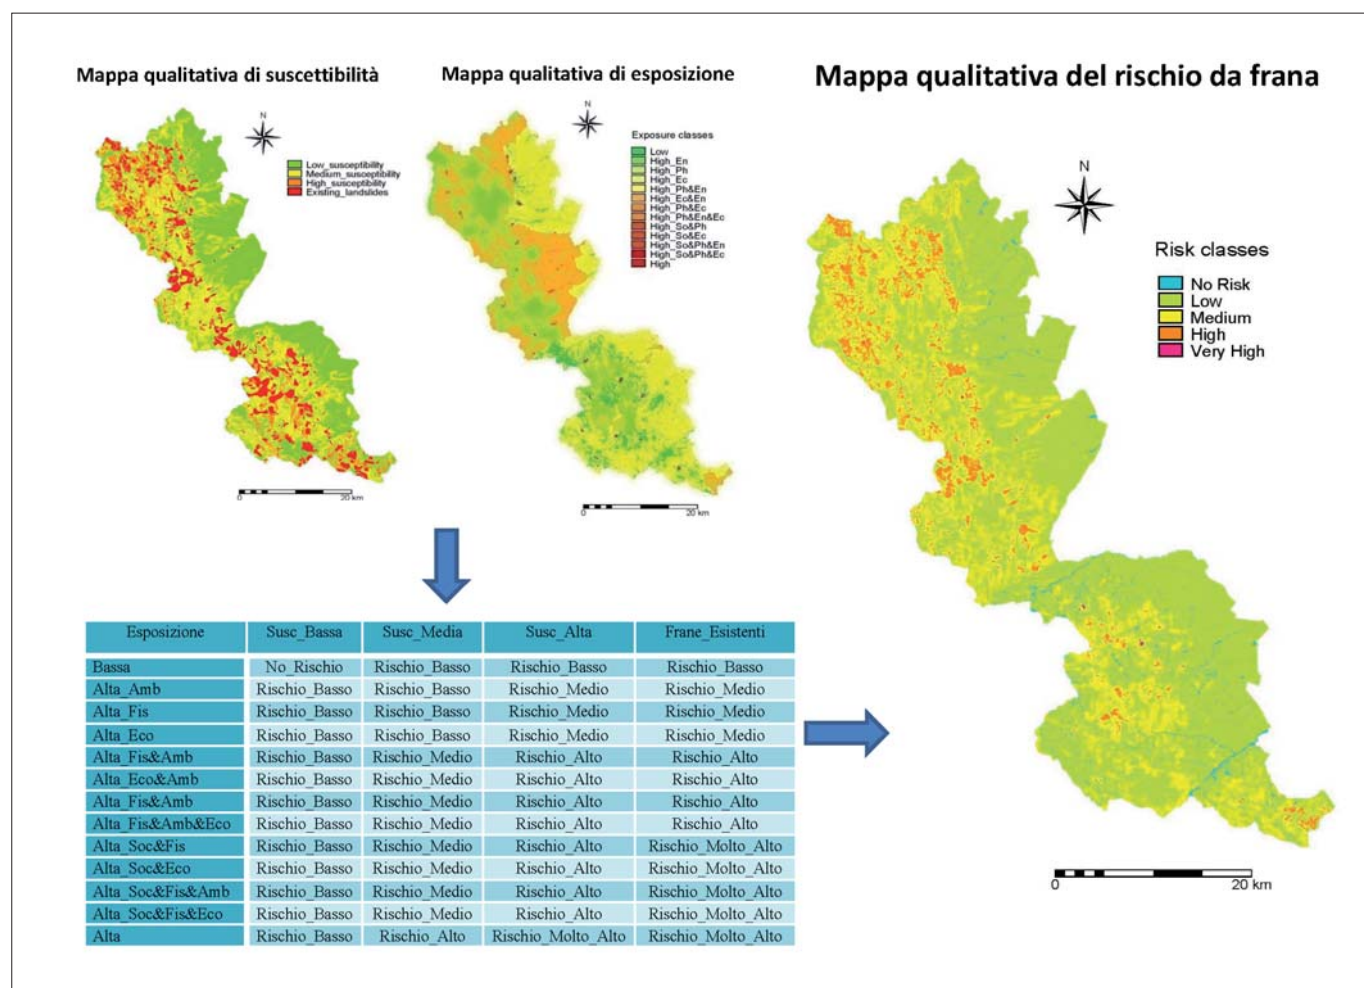 Mappa qualitativa di suscettibilità
N
Low_susceptibility
Medium_susceptibility
High_susceptibility
Existing_landslides
0 20 km
Mappa qualitativa di esposizione
N
Exposure classes
Low
High_En
High_Ph
High_Ec
High_Ph&En
High_Ec&En
High_Ph&Ec
High_Ph&En&Ec
High_So&Ph
High_So&Ec
High_So&Ph&En
High_So&Ph&Ec
High
0 20 km
Mappa qualitativa del rischio da frana
N
Risk classes
No Risk
Low
Medium
High
Very High
0 20 km
Esposizione Susc_Bassa Susc_Media Susc_Alta Frane_Esistenti
Bassa No_Rischio Rischio_Basso Rischio_Basso Rischio_Basso
Alta_Amb Rischio_Basso Rischio_Basso Rischio_Medio Rischio_Medio
Alta_Fis Rischio_Basso Rischio_Basso Rischio_Medio Rischio_Medio
Alta_Eco Rischio_Basso Rischio_Basso Rischio_Medio Rischio_Medio
Alta_Fis&Amb Rischio_Basso Rischio_Medio Rischio_Alto Rischio_Alto
Alta_Eco&Amb Rischio_Basso Rischio_Medio Rischio_Alto Rischio_Alto
Alta_Fis&Amb Rischio_Basso Rischio_Medio Rischio_Alto Rischio_Alto
Alta_Fis&Amb&Eco Rischio_Basso Rischio_Medio Rischio_Alto Rischio_Alto
Alta_Soc&Fis Rischio_Basso Rischio_Medio Rischio_Alto Rischio_Molto_Alto
Alta_Soc&Eco Rischio_Basso Rischio_Medio Rischio_Alto Rischio_Molto_Alto
Alta_Soc&Fis&Amb Rischio_Basso Rischio_Medio Rischio_Alto Rischio_Molto_Alto
Alta_Soc&Fis&Eco Rischio_Basso Rischio_Medio Rischio_Alto Rischio_Molto_Alto
Alta Rischio_Basso Rischio_Alto Rischio_Molto_Alto Rischio_Molto_Alto